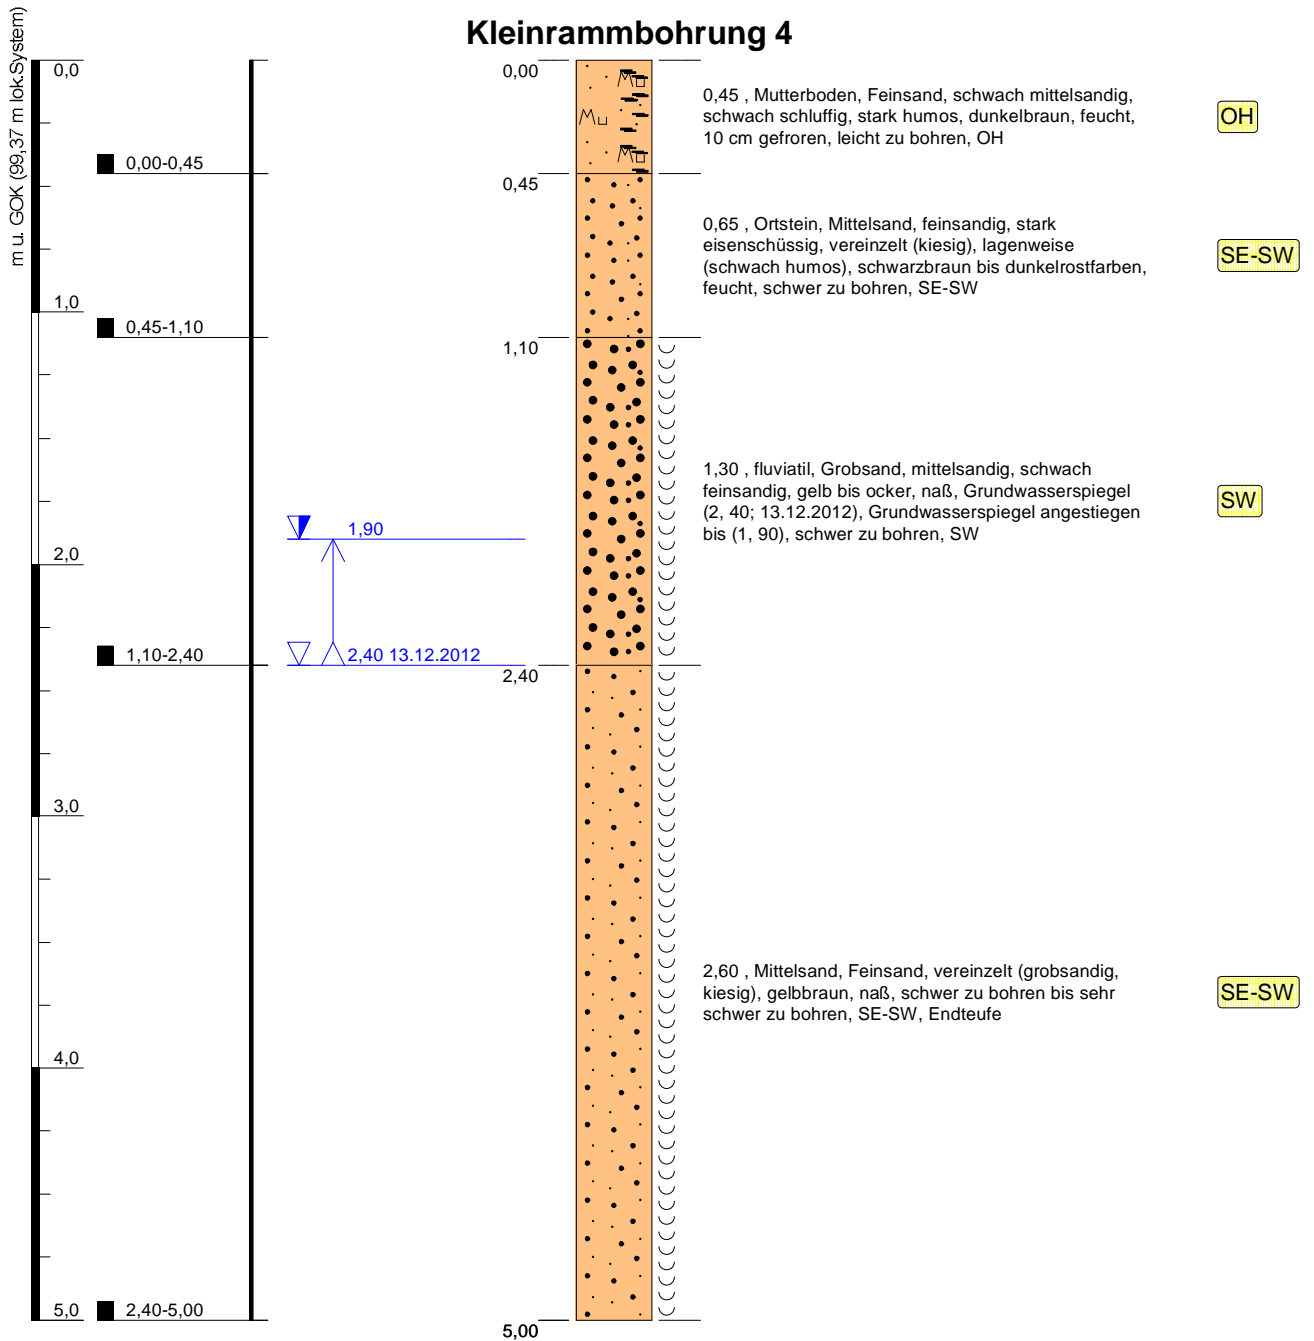 Kleinrammbohrung 4
m u. GOK (99,37 m lok.System)
0,0
0,00
0,45 , Mutterboden, Feinsand, schwach mittelsandig,
schwach schluffig, stark humos, dunkelbraun, feucht,
10 cm gefroren, leicht zu bohren, OH
OH
Mu
Mu
Mu
0,00-0,45
0,45
0,65 , Ortstein, Mittelsand, feinsandig, stark
eisenschüssig, vereinzelt (kiesig), lagenweise
(schwach humos), schwarzbraun bis dunkelrostfarben,
feucht, schwer zu bohren, SE-SW
SE-SW
1,0
0,45-1,10
1,10
1,30 , fluviatil, Grobsand, mittelsandig, schwach
feinsandig, gelb bis ocker, naß, Grundwasserspiegel
(2, 40; 13.12.2012), Grundwasserspiegel angestiegen
bis (1, 90), schwer zu bohren, SW
SW
1,90
2,0
1,10-2,40
2,40 13.12.2012
2,40
3,0
2,60 , Mittelsand, Feinsand, vereinzelt (grobsandig,
kiesig), gelbbraun, naß, schwer zu bohren bis sehr
schwer zu bohren, SE-SW, Endteufe
SE-SW
4,0
5,0
2,40-5,00
5,00